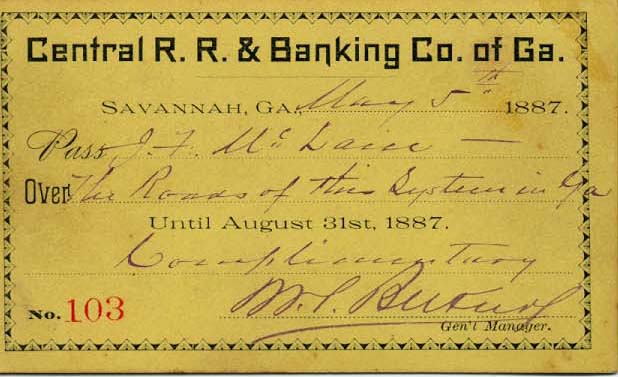 Central R. R. & Banking Co. of Ga.
SAVANNAH, GA., May 5th 1887.
Pass J. F. McLain —
Over The Roads of this System in Ga
Until August 31st, 1887.
Complimentary
No. 103
Gen'l Manager.